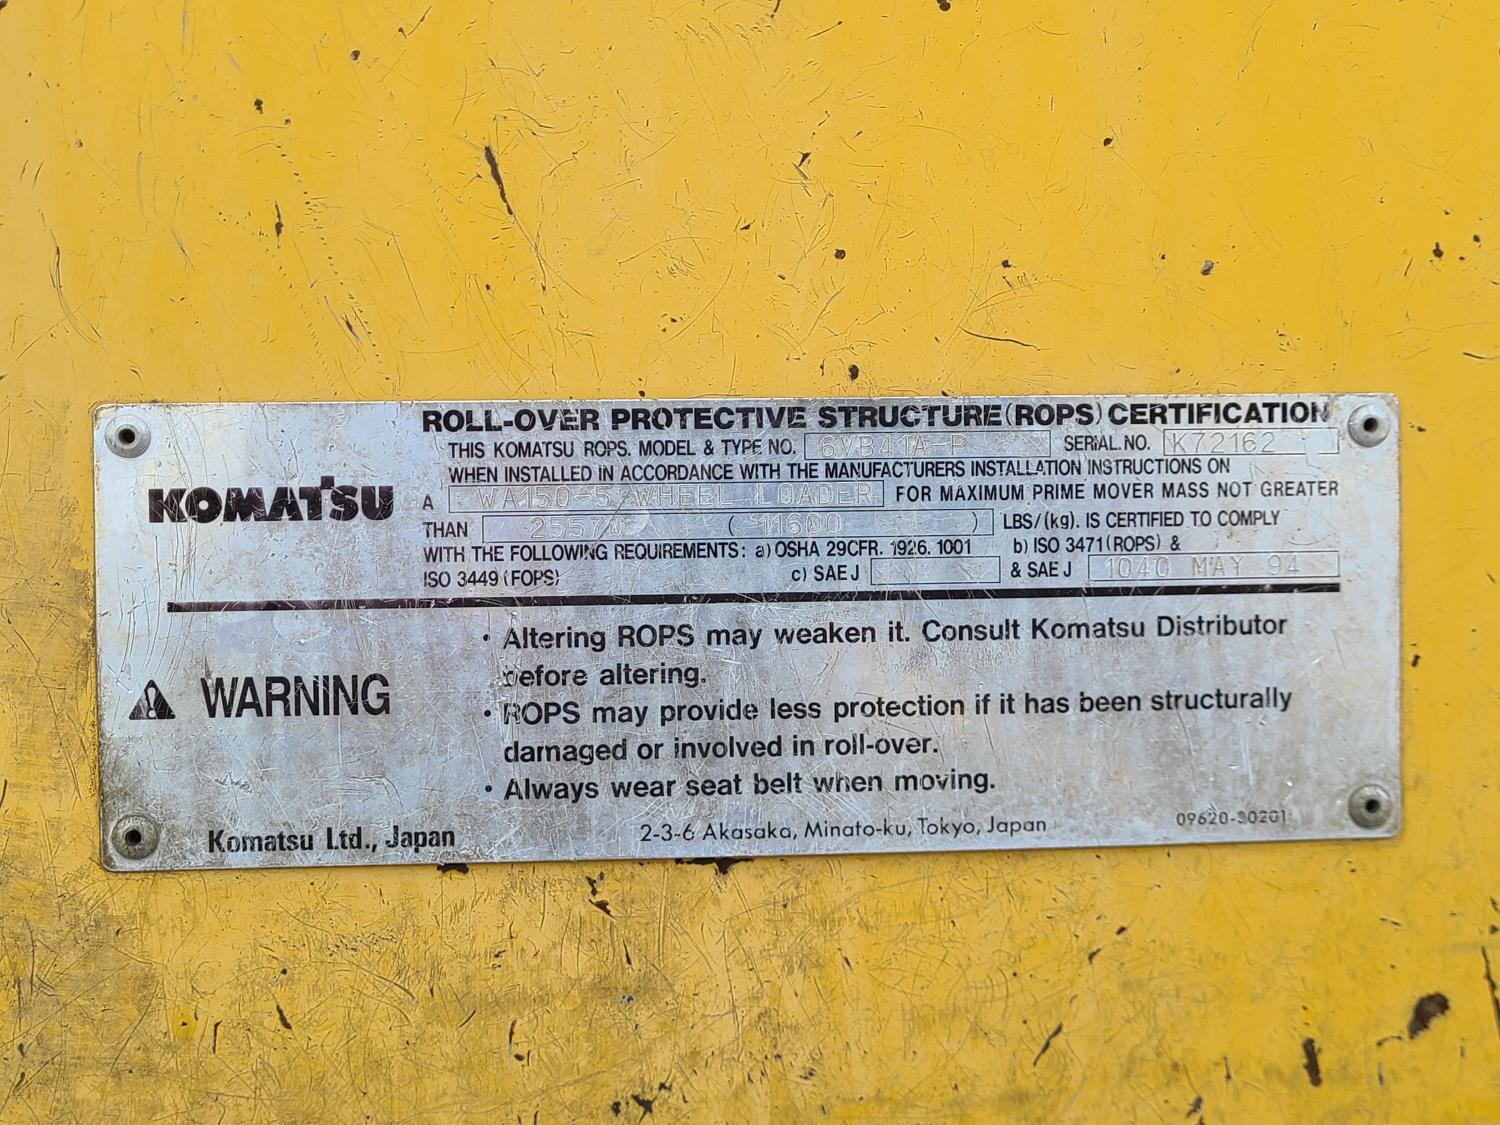 ROLL-OVER PROTECTIVE STRUCTURE (ROPS) CERTIFICATION
THIS KOMATSU ROPS. MODEL & TYPE NO. 6VB41A-P SERIAL. NO. K72162
WHEN INSTALLED IN ACCORDANCE WITH THE MANUFACTURERS INSTALLATION INSTRUCTIONS ON
KOMATSU
A WA150-5 WHEEL LOADER FOR MAXIMUM PRIME MOVER MASS NOT GREATER
THAN 25570 ( 11600 ) LBS/(kg). IS CERTIFIED TO COMPLY
WITH THE FOLLOWING REQUIREMENTS: a) OSHA 29CFR. 1926. 1001 b) ISO 3471 (ROPS) &
ISO 3449 (FOPS) c) SAE J & SAE J 1040 MAY 94
WARNING
• Altering ROPS may weaken it. Consult Komatsu Distributor
before altering.
• ROPS may provide less protection if it has been structurally
damaged or involved in roll-over.
• Always wear seat belt when moving.
Komatsu Ltd., Japan
2-3-6 Akasaka, Minato-ku, Tokyo, Japan
09620-30201